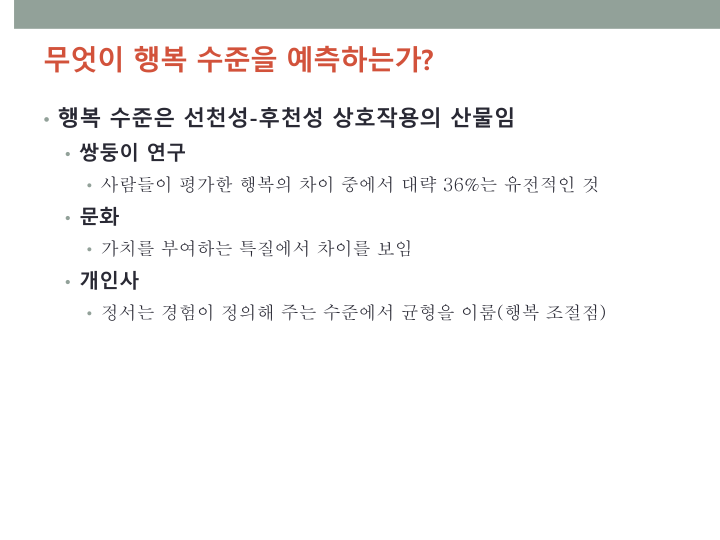 무엇이 행복 수준을 예측하는가?
• 행복 수준은 선천성-후천성 상호작용의 산물임
• 쌍둥이 연구
• 사람들이 평가한 행복의 차이 중에서 대략 36%는 유전적인 것
• 문화
• 가치를 부여하는 특질에서 차이를 보임
• 개인사
• 정서는 경험이 정의해 주는 수준에서 균형을 이룸(행복 조절점)